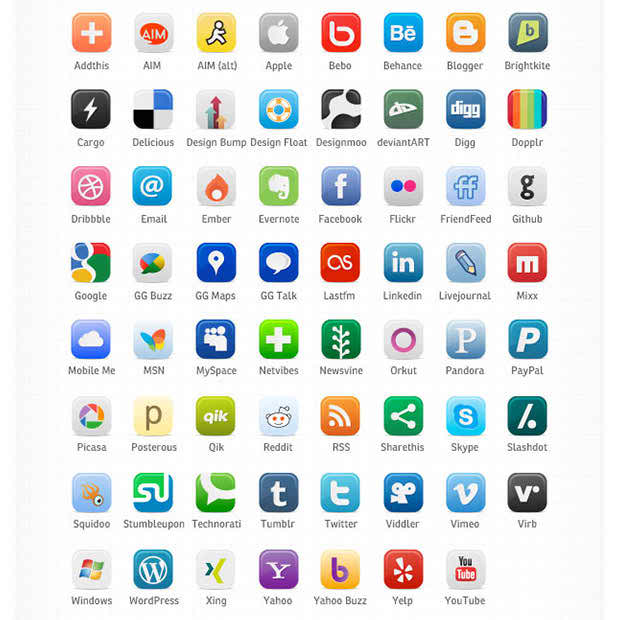 AIM
Addthis AIM AIM (alt) Apple Bebo Behance Blogger Brightkite
Bē
b
digg
Cargo Delicious Design Bump Design Float Designmoo deviantART Digg Dopplr
@ f ff g
Dribbble Email Ember Evernote Facebook Flickr FriendFeed Github
g in m
Google GG Buzz GG Maps GG Talk Lastfm Linkedin Livejournal Mixx
P P
Mobile Me MSN MySpace Netvibes Newsvine Orkut Pandora PayPal
p qik S
Picasa Posterous Qik Reddit RSS Sharethis Skype Slashdot
t t v v
Squidoo Stumbleupon Technorati Tumblr Twitter Viddler Vimeo Virb
W Y b You
Tube
Windows WordPress Xing Yahoo Yahoo Buzz Yelp YouTube